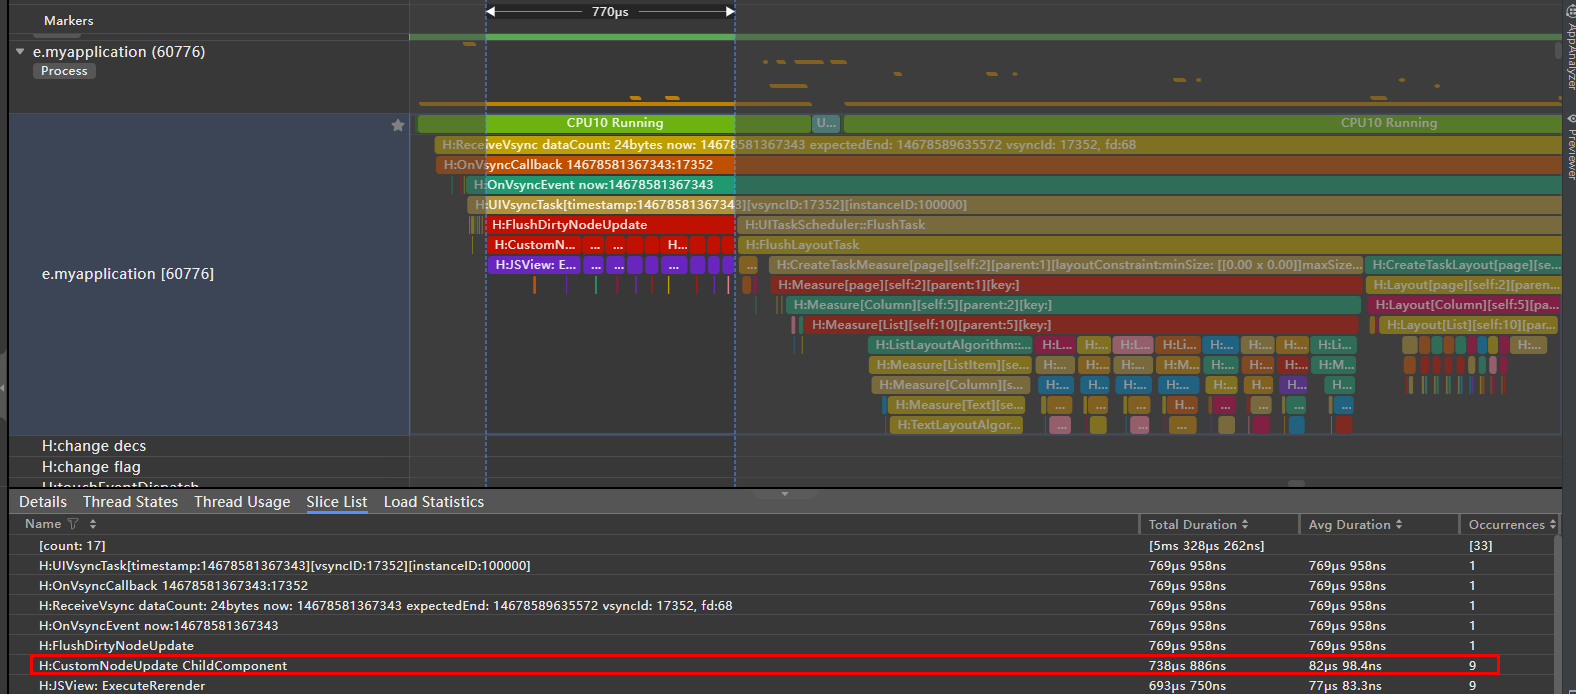 Markers
770μs
e.myapplication (60776)
Process
CPU10 Running
U...
CPU10 Running
H:ReceiveVsync dataCount: 24bytes now: 14678581367343 expectedEnd: 14678589635572 vsyncId: 17352, fd:68
H:OnVsyncCallback 14678581367343:17352
H:OnVsyncEvent now:14678581367343
H:UIVsyncTask[timestamp:14678581367343][vsyncID:17352][instanceID:100000]
H:FlushDirtyNodeUpdate
H:UITaskScheduler::FlushTask
H:CustomN...
...
...
H...
H:FlushLayoutTask
H:JSView: E...
...
...
...
...
H:CreateTaskMeasure[page][self:2][parent:1][layoutConstraint:minSize: [[0.00 x 0.00]]maxSize...
H:CreateTaskLayout[page][se...
e.myapplication [60776]
H:Measure[page][self:2][parent:1][key:]
H:Layout[page][self:2][paren...
H:Measure[Column][self:5][parent:2][key:]
H:Layout[Column][self:5][pa...
H:Measure[List][self:10][parent:5][key:]
H:Layout[List][self:10][par...
H:ListLayoutAlgorithm::...
H:L...
H:...
H:L...
H:Li...
H:...
H:...
H:...
H:Li...
H:...
H:Measure[ListItem][se...
H:...
H:...
H:...
H:M...
H:...
H:...
H:...
H:M...
H:Measure[Column][s...
H:...
H:...
H:...
H:...
H:...
H:...
H...
H:...
H:Measure[Text][se...
...
...
...
H...
...
...
...
...
H:TextLayoutAlgor...
...
...
...
H:change decs
H:change flag
H:touchEventDispatch
AppAnalyzer
Previewer
Details Thread States Thread Usage Slice List Load Statistics
Name Total Duration Avg Duration Occurrences
[count: 17] [5ms 328μs 262ns] [33]
H:UIVsyncTask[timestamp:14678581367343][vsyncID:17352][instanceID:100000] 769μs 958ns 769μs 958ns 1
H:OnVsyncCallback 14678581367343:17352 769μs 958ns 769μs 958ns 1
H:ReceiveVsync dataCount: 24bytes now: 14678581367343 expectedEnd: 14678589635572 vsyncId: 17352, fd:68 769μs 958ns 769μs 958ns 1
H:OnVsyncEvent now:14678581367343 769μs 958ns 769μs 958ns 1
H:FlushDirtyNodeUpdate 769μs 958ns 769μs 958ns 1
H:CustomNodeUpdate ChildComponent 738μs 886ns 82μs 98.4ns 9
H:JSView: ExecuteRerender 693μs 750ns 77μs 83.3ns 9